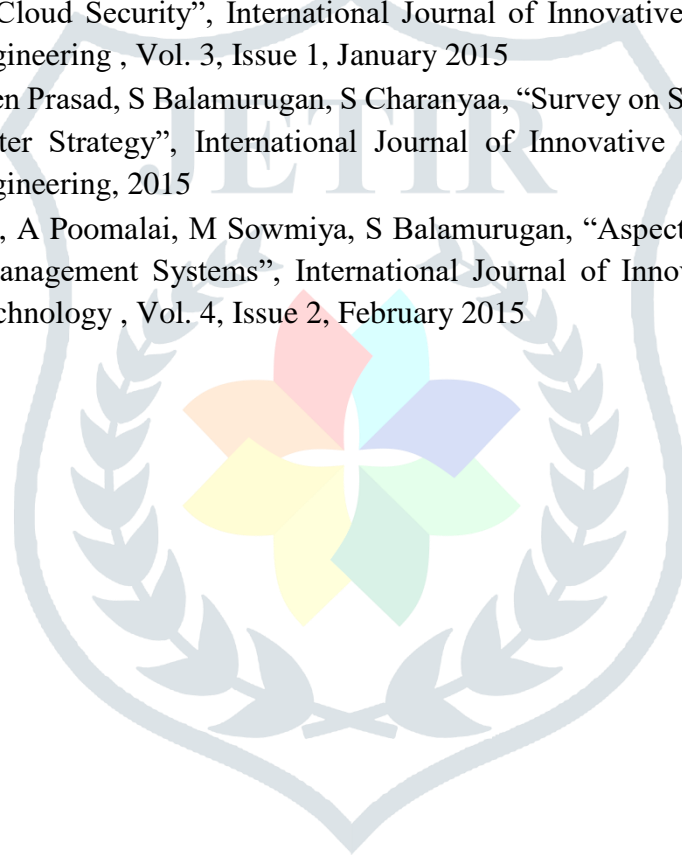 Cloud Security”, International Journal of Innovative
gineering , Vol. 3, Issue 1, January 2015
en Prasad, S Balamurugan, S Charanyaa, “Survey on S
ter Strategy”, International Journal of Innovative
gineering, 2015
JETIR
, A Poomalai, M Sowmiya, S Balamurugan, “Aspect
anagement Systems”, International Journal of Innov
chnology , Vol. 4, Issue 2, February 2015